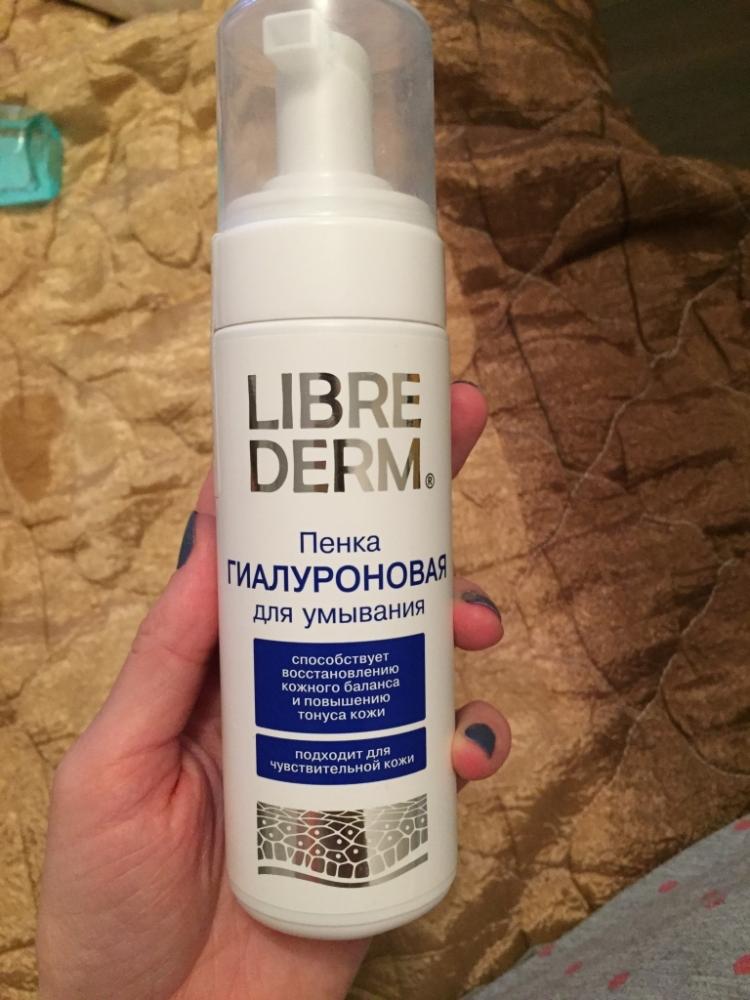 LIBRE
DERM®
Пенка
ГИАЛУРОНОВАЯ
для умывания
способствует
восстановлению
кожного баланса
и повышению
тонуса кожи
подходит для
чувствительной кожи